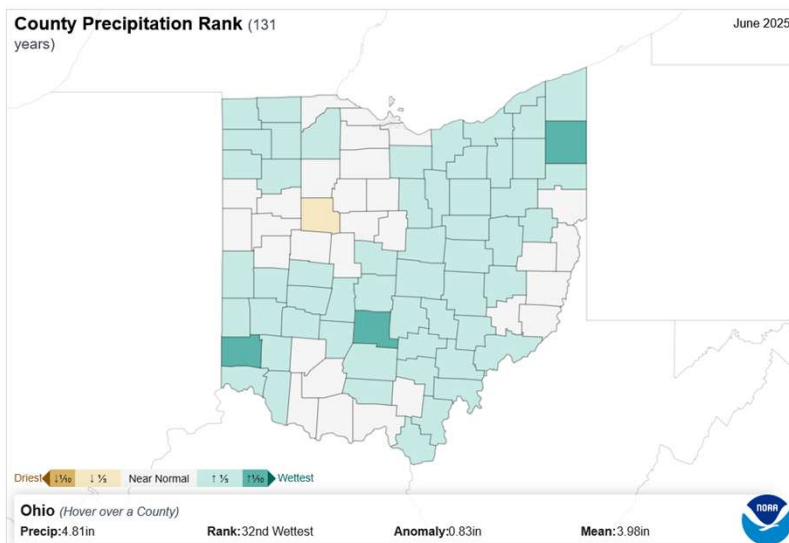 County Precipitation Rank (131
years)
June 2025
Driest ↓⅒ ↓ ⅓ Near Normal ↑ ⅓ ↑⅒ Wettest
Ohio (Hover over a County)
Precip:4.81in Rank:32nd Wettest Anomaly:0.83in Mean:3.98in
NOAA